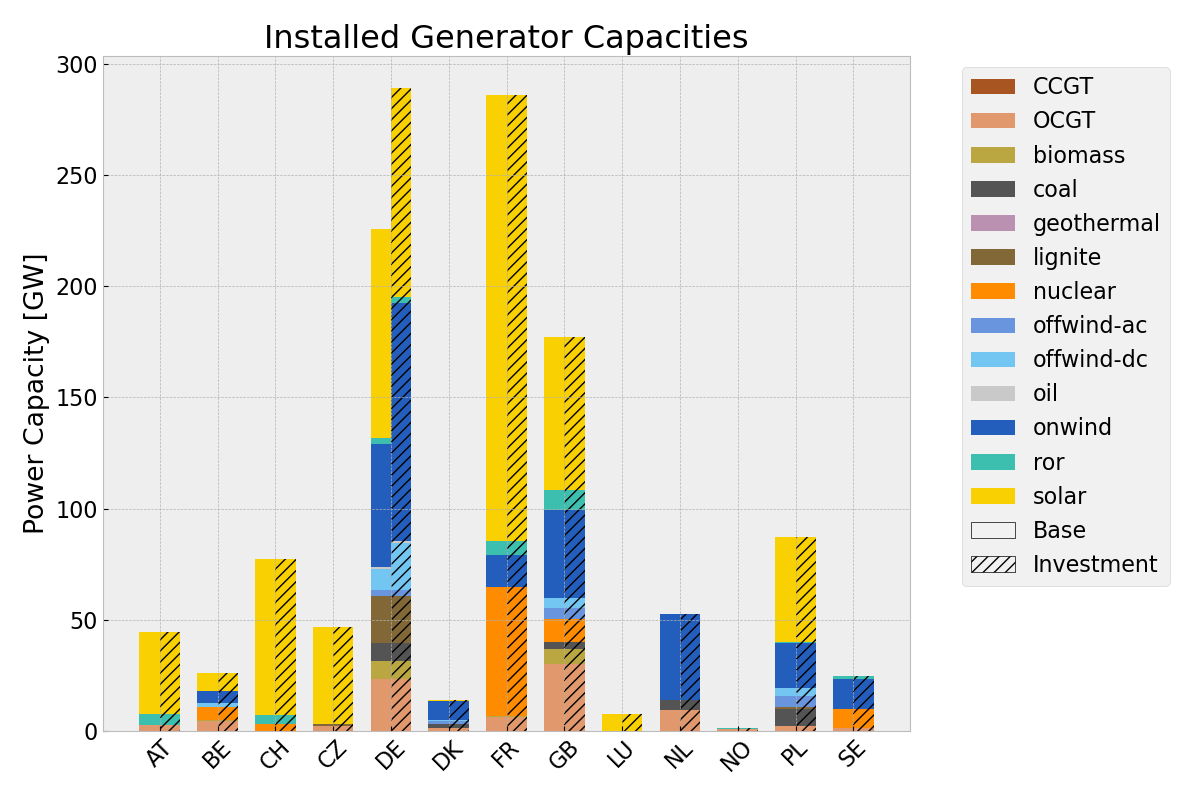 Installed Generator Capacities
Power Capacity [GW]
300
250
200
150
100
50
0
AT
BE
CH
CZ
DE
DK
FR
GB
LU
NL
NO
PL
SE
CCGT
OCGT
biomass
coal
geothermal
lignite
nuclear
offwind-ac
offwind-dc
oil
onwind
ror
solar
Base
Investment